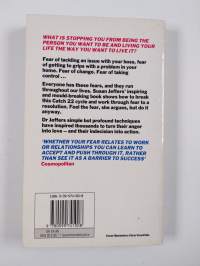 WHAT IS STOPPING YOU FROM BEING THE
PERSON YOU WANT TO BE AND LIVING YOUR
LIFE THE WAY YOU WANT TO LIVE IT?
Fear of tackling an issue with your boss, fear
of getting to grips with a problem in your
home. Fear of change. Fear of taking
control ...
Everyone has these fears, and they run
throughout our lives. Susan Jeffers' inspiring
and mould-breaking book shows how to break
this Catch 22 cycle and work through fear to a
resolution. Feel the fear, she argues, but do it
anyway.
Dr Jeffers simple but profound techniques
have inspired thousands to turn their anger
into love – and their indecision into action.
'WHETHER YOUR FEAR RELATES TO WORK
OR RELATIONSHIPS YOU CAN LEARN TO
ACCEPT AND PUSH THROUGH IT, RATHER
THAN SEE IT AS A BARRIER TO SUCCESS'
Cosmopolitan